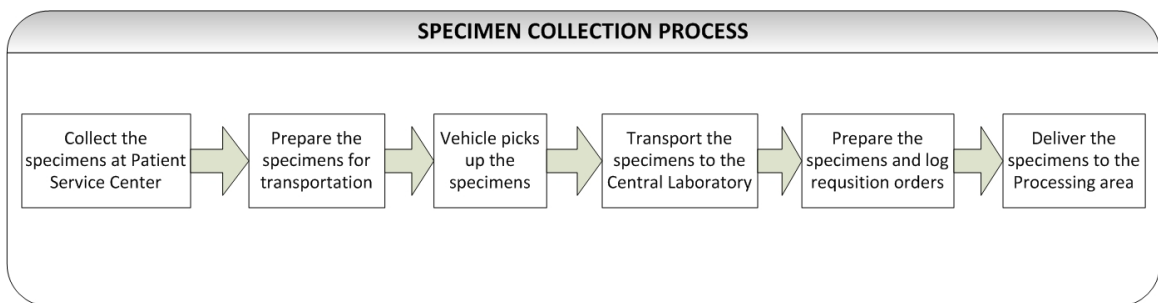 SPECIMEN COLLECTION PROCESS
Collect the
specimens at Patient
Service Center
Prepare the
specimens for
transportation
Vehicle picks
up the
specimens
Transport the
specimens to the
Central Laboratory
Prepare the
specimens and log
requsition orders
Deliver the
specimens to the
Processing area